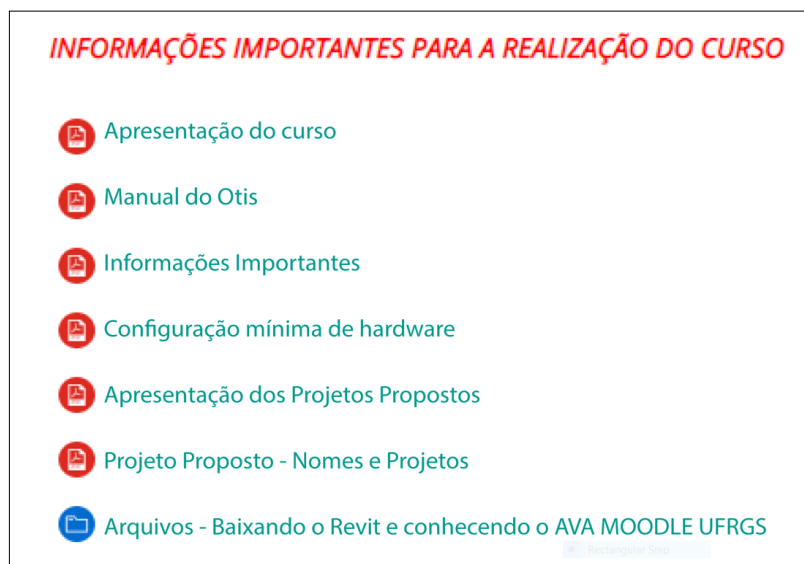 INFORMAÇÕES IMPORTANTES PARA A REALIZAÇÃO DO CURSO
Apresentação do curso
Manual do Otis
Informações Importantes
Configuração mínima de hardware
Apresentação dos Projetos Propostos
Projeto Proposto - Nomes e Projetos
Arquivos - Baixando o Revit e conhecendo o AVA MOODLE UFRGS
Rectangular Snip